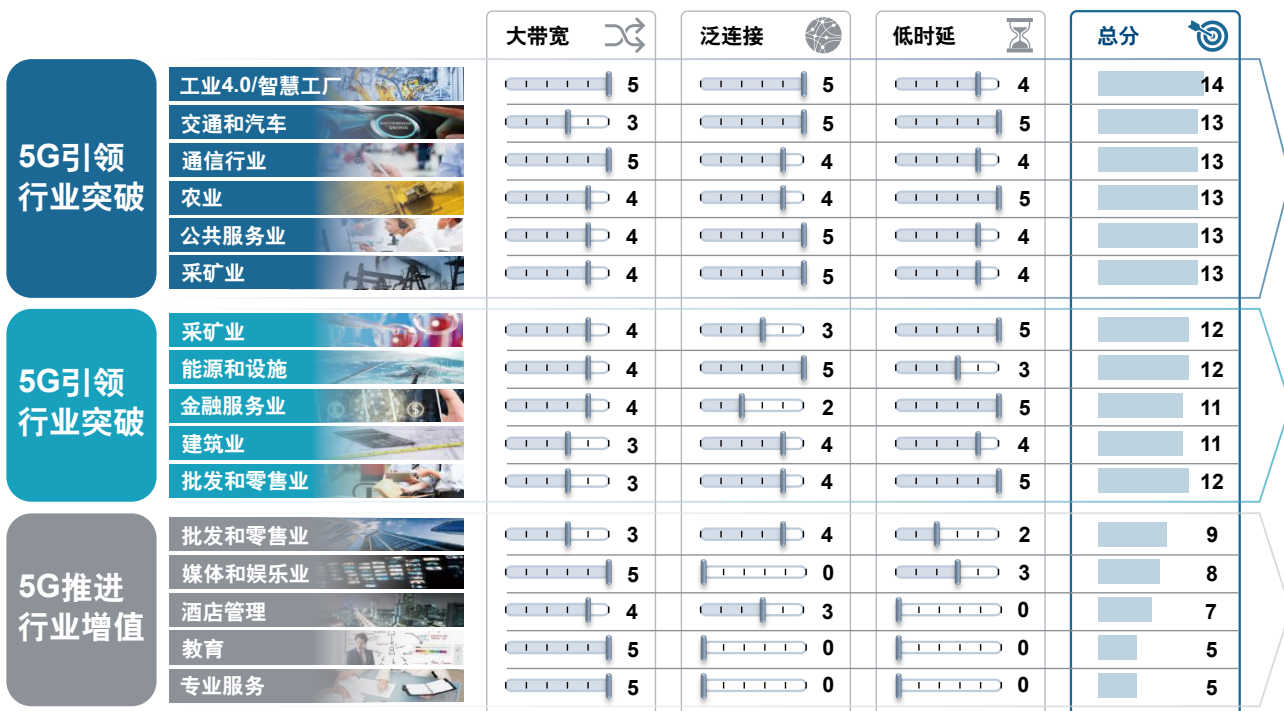 大带宽 泛连接 低时延 总分
5G引领
行业突破
工业4.0/智慧工厂 5 5 4 14
交通和汽车 3 5 5 13
通信行业 5 4 4 13
农业 4 4 5 13
公共服务业 4 5 4 13
采矿业 4 5 4 13
5G引领
行业突破
采矿业 4 3 5 12
能源和设施 4 5 3 12
金融服务业 4 2 5 11
建筑业 3 4 4 11
批发和零售业 3 4 5 12
5G推进
行业增值
批发和零售业 3 4 2 9
媒体和娱乐业 5 0 3 8
酒店管理 4 3 0 7
教育 5 0 0 5
专业服务 5 0 0 5